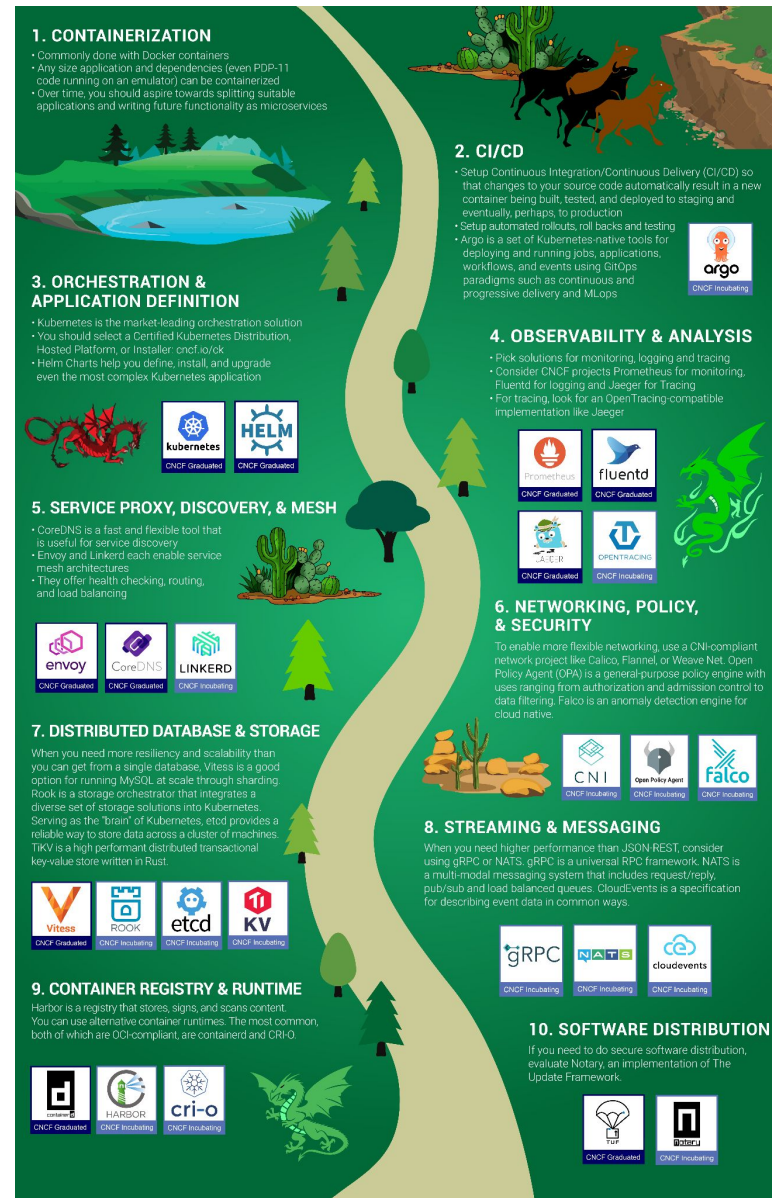 1. CONTAINERIZATION
• Commonly done with Docker containers
• Any size application and dependencies (even PDP-11
code running on an emulator) can be containerized
• Over time, you should aspire towards splitting suitable
applications and writing future functionality as microservices
2. CI/CD
• Setup Continuous Integration/Continuous Delivery (CI/CD) so
that changes to your source code automatically result in a new
container being built, tested, and deployed to staging and
eventually, perhaps, to production
• Setup automated rollouts, roll backs and testing
• Argo is a set of Kubernetes-native tools for
deploying and running jobs, applications,
workflows, and events using GitOps
paradigms such as continuous and
progressive delivery and MLops
argo
CNCF Incubating
3. ORCHESTRATION &
APPLICATION DEFINITION
• Kubernetes is the market-leading orchestration solution
• You should select a Certified Kubernetes Distribution,
Hosted Platform, or Installer: cncf.io/ck
• Helm Charts help you define, install, and upgrade
even the most complex Kubernetes application
kubernetes
CNCF Graduated
HELM
CNCF Graduated
4. OBSERVABILITY & ANALYSIS
• Pick solutions for monitoring, logging and tracing
• Consider CNCF projects Prometheus for monitoring,
Fluentd for logging and Jaeger for Tracing
• For tracing, look for an OpenTracing-compatible
implementation like Jaeger
Prometheus
CNCF Graduated
fluentd
CNCF Graduated
JAEGER
CNCF Graduated
OPENTRACING
CNCF Incubating
5. SERVICE PROXY, DISCOVERY, & MESH
• CoreDNS is a fast and flexible tool that
is useful for service discovery
• Envoy and Linkerd each enable service
mesh architectures
• They offer health checking, routing,
and load balancing
envoy
CNCF Graduated
CoreDNS
CNCF Graduated
LINKERD
CNCF Incubating
6. NETWORKING, POLICY,
& SECURITY
To enable more flexible networking, use a CNI-compliant
network project like Calico, Flannel, or Weave Net. Open
Policy Agent (OPA) is a general-purpose policy engine with
uses ranging from authorization and admission control to
data filtering. Falco is an anomaly detection engine for
cloud native.
CNI
CNCF Incubating
Open Policy Agent
CNCF Incubating
falco
CNCF Incubating
7. DISTRIBUTED DATABASE & STORAGE
When you need more resiliency and scalability than
you can get from a single database, Vitess is a good
option for running MySQL at scale through sharding.
Rook is a storage orchestrator that integrates a
diverse set of storage solutions into Kubernetes.
Serving as the "brain" of Kubernetes, etcd provides a
reliable way to store data across a cluster of machines.
TiKV is a high performant distributed transactional
key-value store written in Rust.
Vitess
CNCF Graduated
ROOK
CNCF Incubating
etcd
CNCF Incubating
TI
KV
CNCF Incubating
8. STREAMING & MESSAGING
When you need higher performance than JSON-REST, consider
using gRPC or NATS. gRPC is a universal RPC framework. NATS is
a multi-modal messaging system that includes request/reply,
pub/sub and load balanced queues. CloudEvents is a specification
for describing event data in common ways.
gRPC
CNCF Incubating
NATS
CNCF Incubating
cloudevents
CNCF Incubating
9. CONTAINER REGISTRY & RUNTIME
Harbor is a registry that stores, signs, and scans content.
You can use alternative container runtimes. The most common,
both of which are OCI-compliant, are containerd and CRI-O.
d
containerd
CNCF Graduated
HARBOR
CNCF Incubating
cri-o
CNCF Incubating
10. SOFTWARE DISTRIBUTION
If you need to do secure software distribution,
evaluate Notary, an implementation of The
Update Framework.
TUF
CNCF Graduated
n
notary
CNCF Incubating